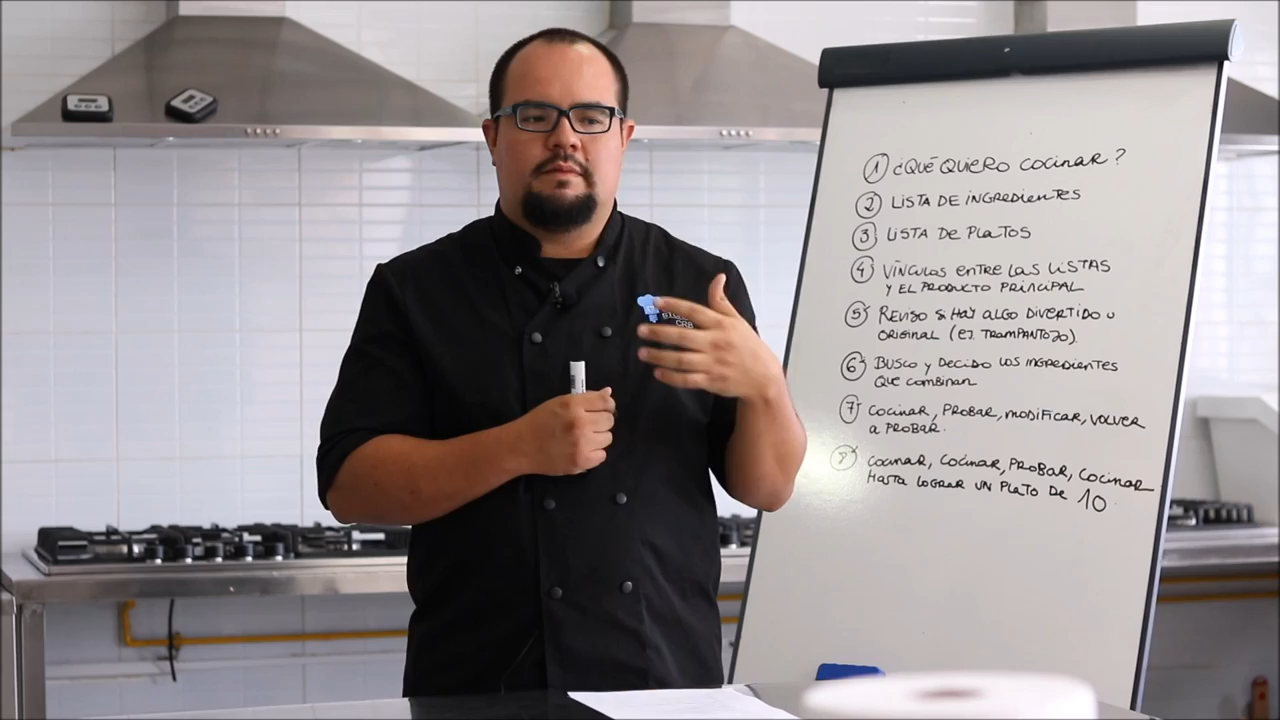 1 ¿QUÉ QUIERO COCINAR?
2 LISTA DE INGREDIENTES
3 LISTA DE PLATOS
4 VÍNCULOS ENTRE LAS LISTAS
Y EL PRODUCTO PRINCIPAL
5 REVISO SI HAY ALGO DIVERTIDO U
ORIGINAL (EJ. TRAMPANTOJO).
6 BUSCO Y DECIDO LOS INGREDIENTES
QUE COMBINAN
7 COCINAR, PROBAR, MODIFICAR, VOLVER
A PROBAR.
8 COCINAR, COCINAR, PROBAR, COCINAR
HASTA LOGRAR UN PLATO DE 10
CRB